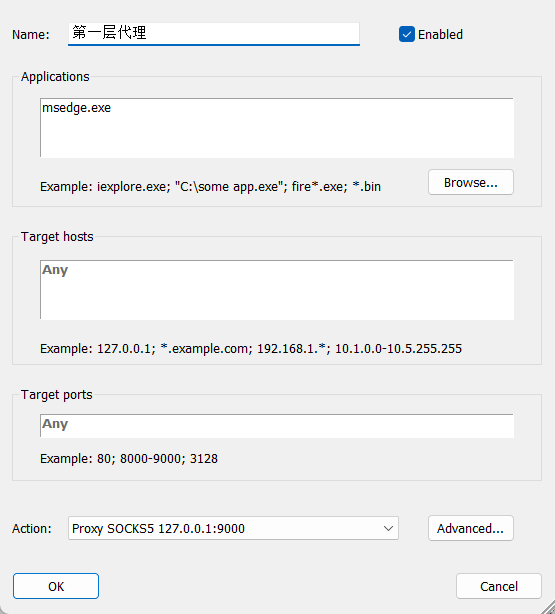 Name: 第一层代理 Enabled
Applications
msedge.exe
Example: iexplore.exe; "C:\some app.exe"; fire*.exe; *.bin Browse...
Target hosts
Any
Example: 127.0.0.1; *.example.com; 192.168.1.*; 10.1.0.0-10.5.255.255
Target ports
Any
Example: 80; 8000-9000; 3128
Action: Proxy SOCKS5 127.0.0.1:9000 Advanced...
OK Cancel